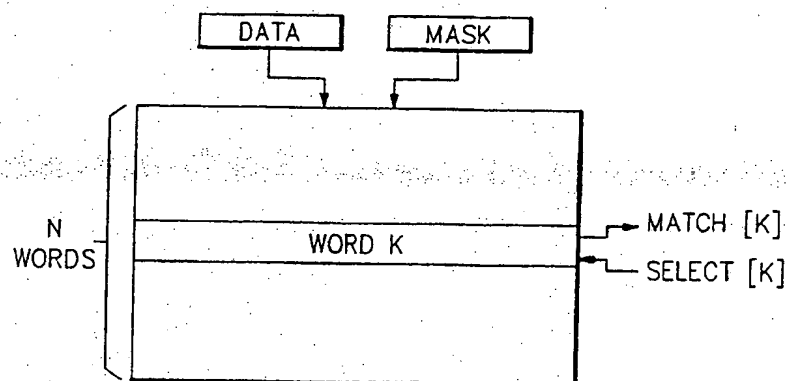 DATA
MASK
N
WORDS
WORD K
MATCH [K]
SELECT [K]